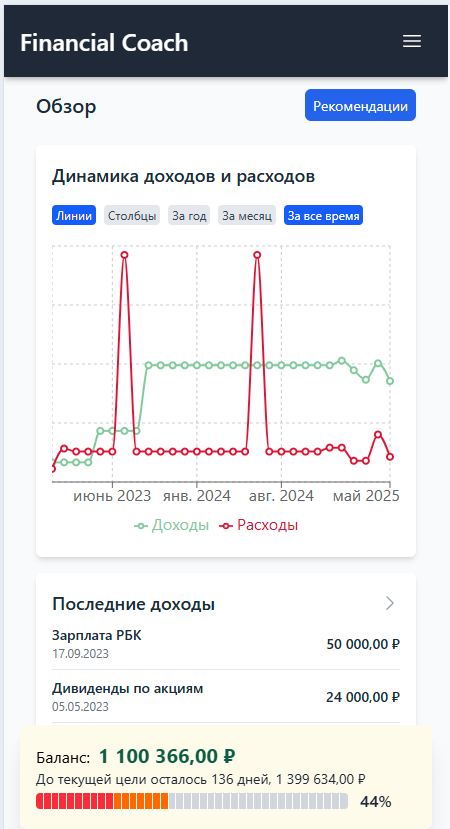 Financial Coach
Обзор
Рекомендации
Динамика доходов и расходов
Линии Столбцы За год За месяц За все время
июнь 2023 янв. 2024 авг. 2024 май 2025
Доходы Расходы
Последние доходы
Зарплата РБК
17.09.2023
50 000,00 ₽
Дивиденды по акциям
05.05.2023
24 000,00 ₽
Баланс: 1 100 366,00 ₽
До текущей цели осталось 136 дней, 1 399 634,00 ₽
44%